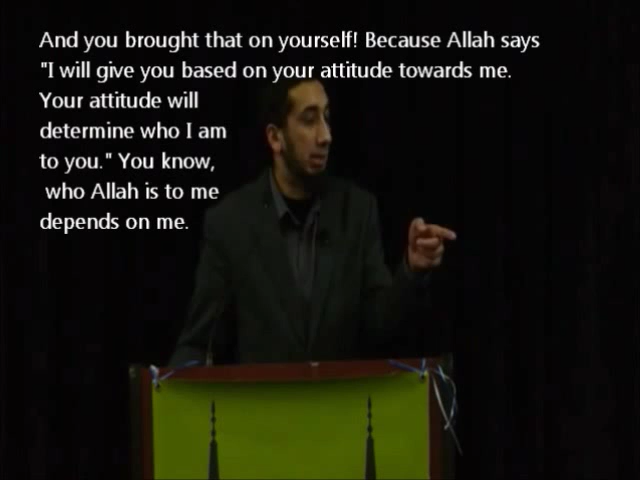 And you brought that on yourself! Because Allah says
"I will give you based on your attitude towards me.
Your attitude will
determine who I am
to you." You know,
who Allah is to me
depends on me.